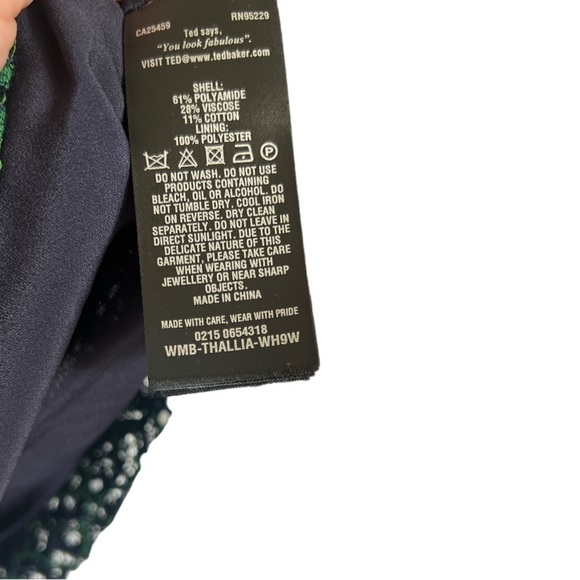 CA25459 RN95229
Ted says,
"You look fabulous".
VISIT TED@www.tedbaker.com
SHELL:
61% POLYAMIDE
28% VISCOSE
11% COTTON
LINING:
100% POLYESTER
P
DO NOT WASH. DO NOT USE
PRODUCTS CONTAINING
BLEACH, OIL OR ALCOHOL. DO
NOT TUMBLE DRY. COOL IRON
ON REVERSE. DRY CLEAN
SEPARATELY. DO NOT LEAVE IN
DIRECT SUNLIGHT. DUE TO THE
DELICATE NATURE OF THIS
GARMENT, PLEASE TAKE CARE
WHEN WEARING WITH
JEWELLERY OR NEAR SHARP
OBJECTS.
MADE IN CHINA
MADE WITH CARE, WEAR WITH PRIDE
0215 0654318
WMB-THALLIA-WH9W